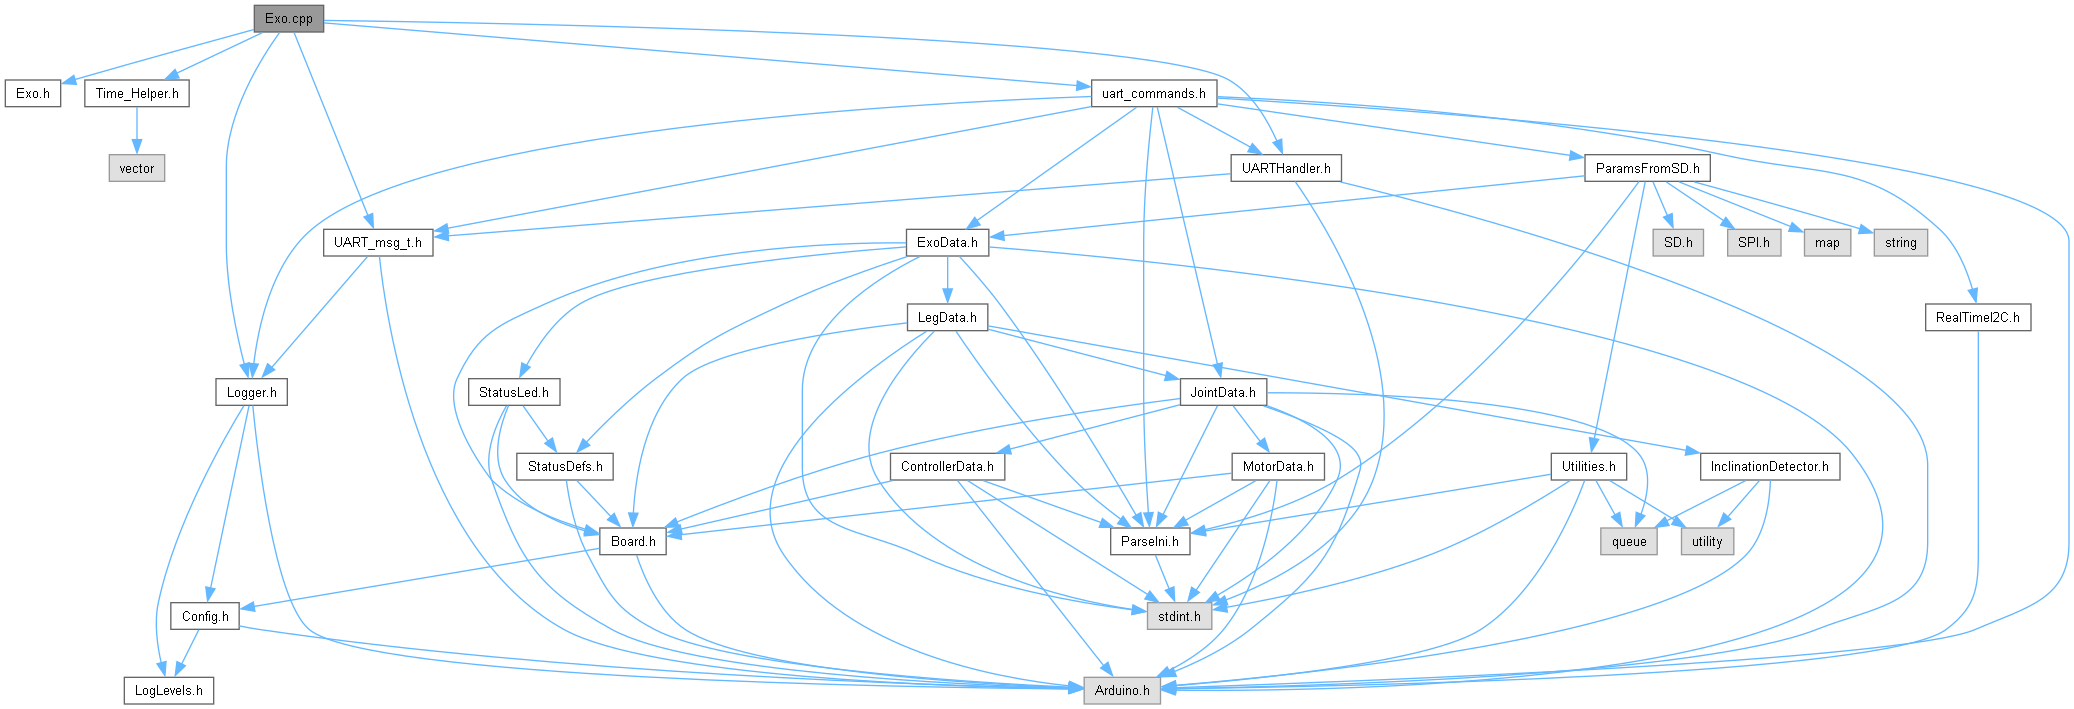 Exo.cpp
Exo.h
Time_Helper.h
uart_commands.h
vector
UARTHandler.h
ParamsFromSD.h
UART_msg_t.h
ExoData.h
SD.h
SPI.h
map
string
LegData.h
RealTimeI2C.h
Logger.h
StatusLed.h
JointData.h
StatusDefs.h
ControllerData.h
MotorData.h
Utilities.h
InclinationDetector.h
Board.h
ParseIni.h
queue
utility
Config.h
stdint.h
LogLevels.h
Arduino.h